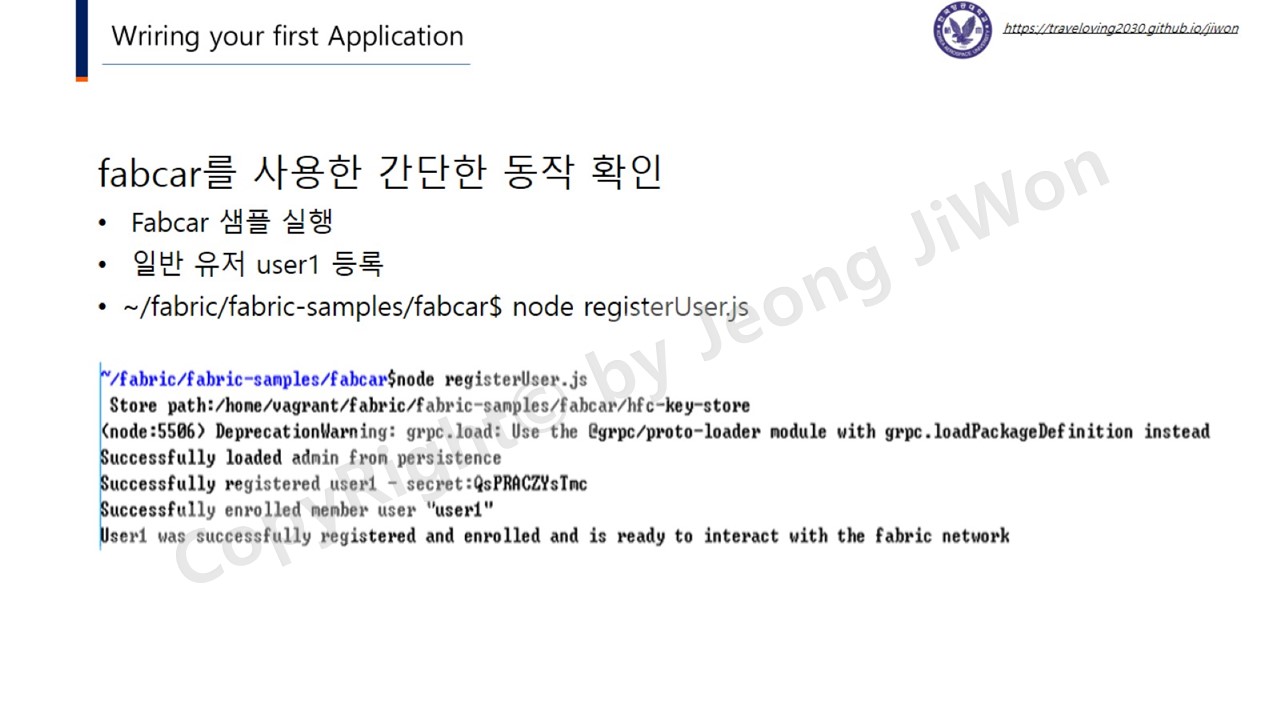 Wriring your first Application
https://traveloving2030.github.io/jiwon
fabcar를 사용한 간단한 동작 확인
• Fabcar 샘플 실행
• 일반 유저 user1 등록
• ~/fabric/fabric-samples/fabcar$ node registerUser.js
~/fabric/fabric-samples/fabcar$node registerUser.js
Store path:/home/vagrant/fabric/fabric-samples/fabcar/hfc-key-store
(node:5506) DeprecationWarning: grpc.load: Use the @grpc/proto-loader module with grpc.loadPackageDefinition instead
Successfully loaded admin from persistence
Successfully registered user1 - secret:QsPRACZYsTmc
Successfully enrolled member user "user1"
User1 was successfully registered and enrolled and is ready to interact with the fabric network
CopyRight© by Jeong JiWon